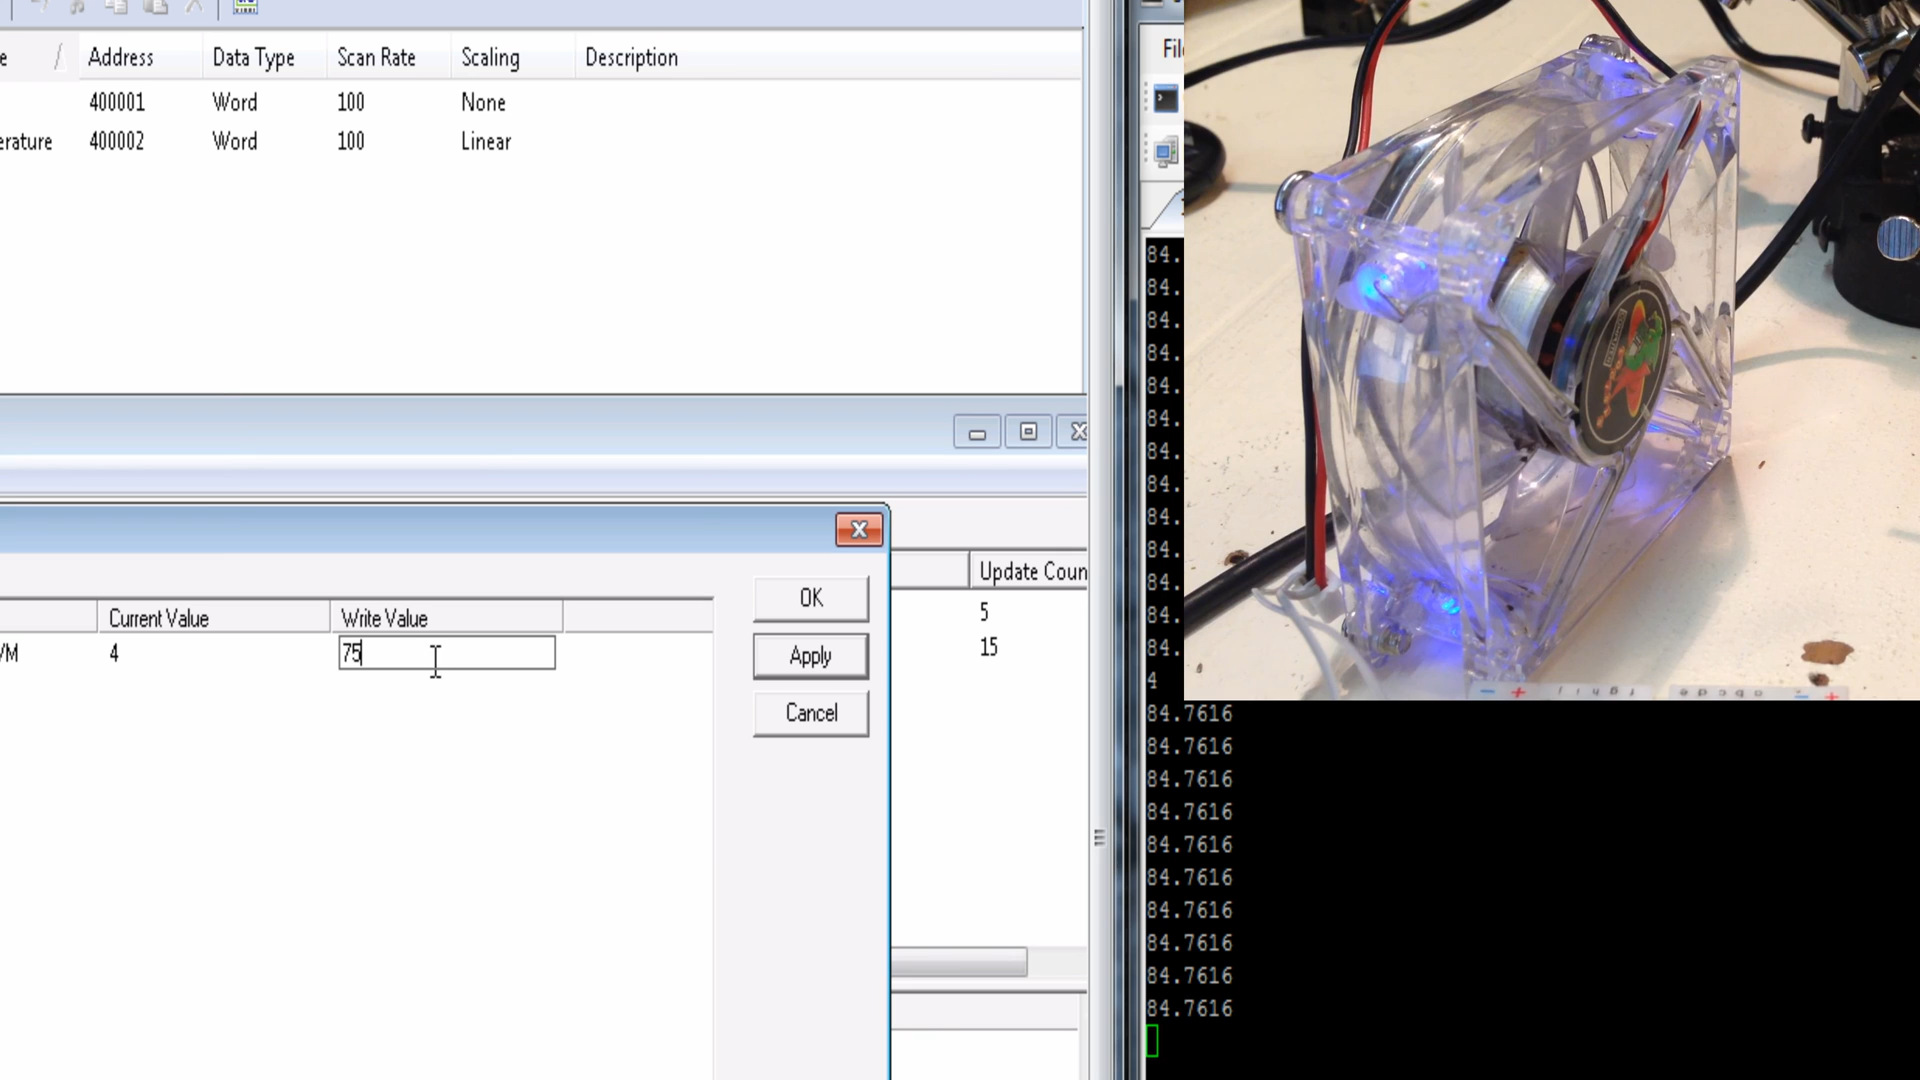 e / Address Data Type Scan Rate Scaling Description
400001 Word 100 None
erature 400002 Word 100 Linear
Update Coun
5
15
Current Value Write Value
VM 4 75
OK
Apply
Cancel
File
84.
84.
84.
84.
84.
84.
84.
84.
84.
84.
84.
84.
4
84.7616
84.7616
84.7616
84.7616
84.7616
84.7616
84.7616
84.7616
84.7616
84.7616